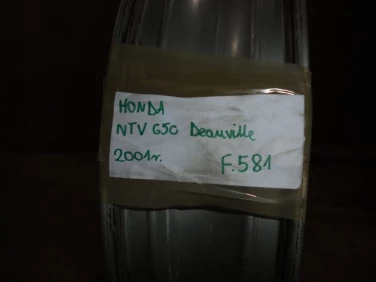 HONDA
NTV 650 Deauville
2001r. F.581